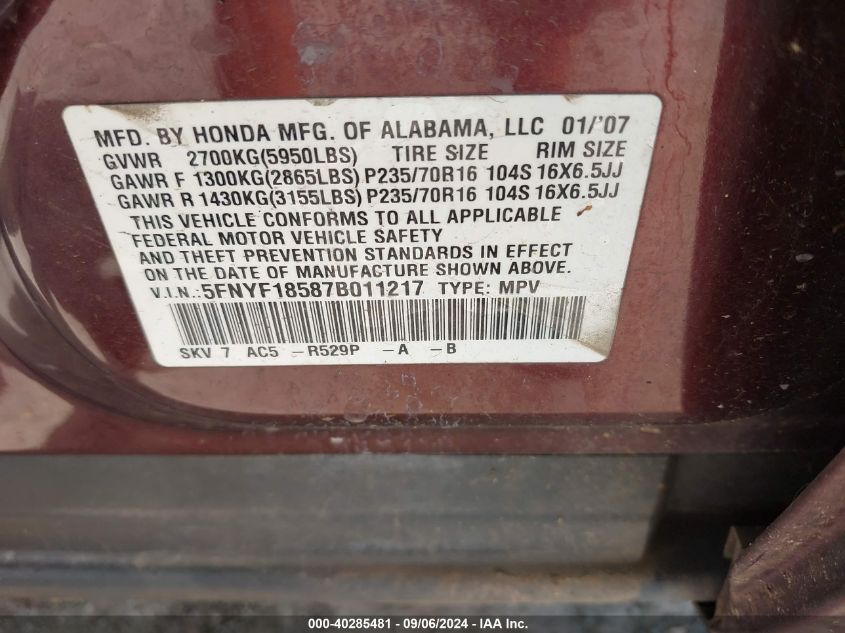 MFD. BY HONDA MFG. OF ALABAMA, LLC 01/'07
GVWR 2700KG(5950LBS) TIRE SIZE RIM SIZE
GAWR F 1300KG(2865LBS) P235/70R16 104S 16X6.5JJ
GAWR R 1430KG(3155LBS) P235/70R16 104S 16X6.5JJ
THIS VEHICLE CONFORMS TO ALL APPLICABLE
FEDERAL MOTOR VEHICLE SAFETY
AND THEFT PREVENTION STANDARDS IN EFFECT
ON THE DATE OF MANUFACTURE SHOWN ABOVE.
V.I.N.:5FNYF18587B011217 TYPE: MPV
SKV 7 AC5 -R529P -A -B
000-40285481 - 09/06/2024 - IAA Inc.